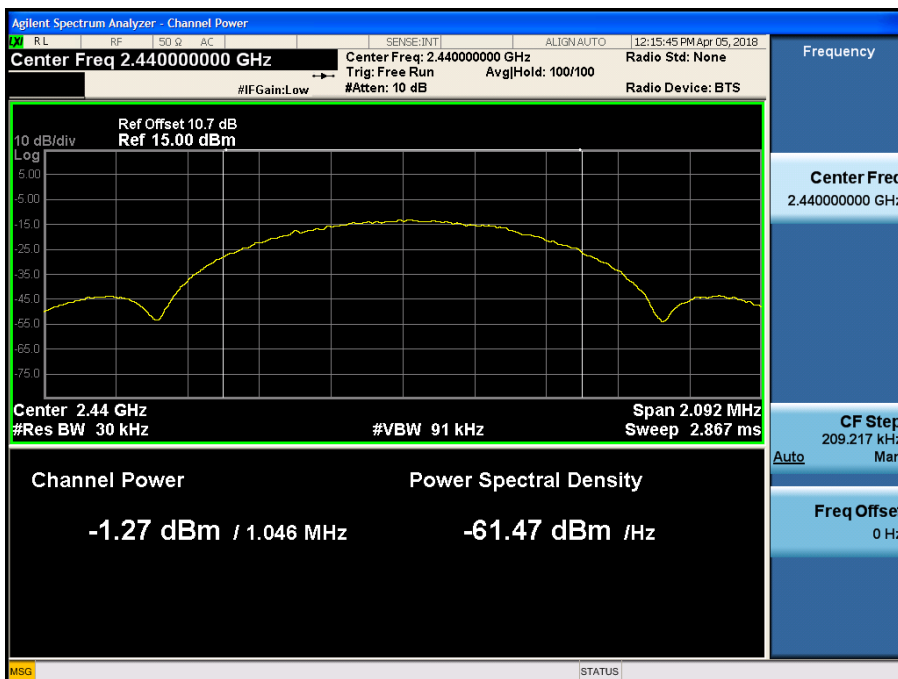 Agilent Spectrum Analyzer - Channel Power
LXI RL RF 50 Ω AC SENSE:INT ALIGNAUTO 12:15:45 PM Apr 05, 2018
Center Freq 2.440000000 GHz
#IFGain:Low
Center Freq: 2.440000000 GHz
Trig: Free Run Avg|Hold: 100/100
#Atten: 10 dB
Radio Std: None
Radio Device: BTS
Ref Offset 10.7 dB
10 dB/div Ref 15.00 dBm
Log
5.00
-5.00
-15.0
-25.0
-35.0
-45.0
-55.0
-65.0
-75.0
Center 2.44 GHz Span 2.092 MHz
#Res BW 30 kHz #VBW 91 kHz Sweep 2.867 ms
Channel Power Power Spectral Density
-1.27 dBm / 1.046 MHz -61.47 dBm /Hz
MSG STATUS
Frequency
Center Freq
2.440000000 GHz
CF Step
209.217 kHz
Auto Man
Freq Offset
0 Hz